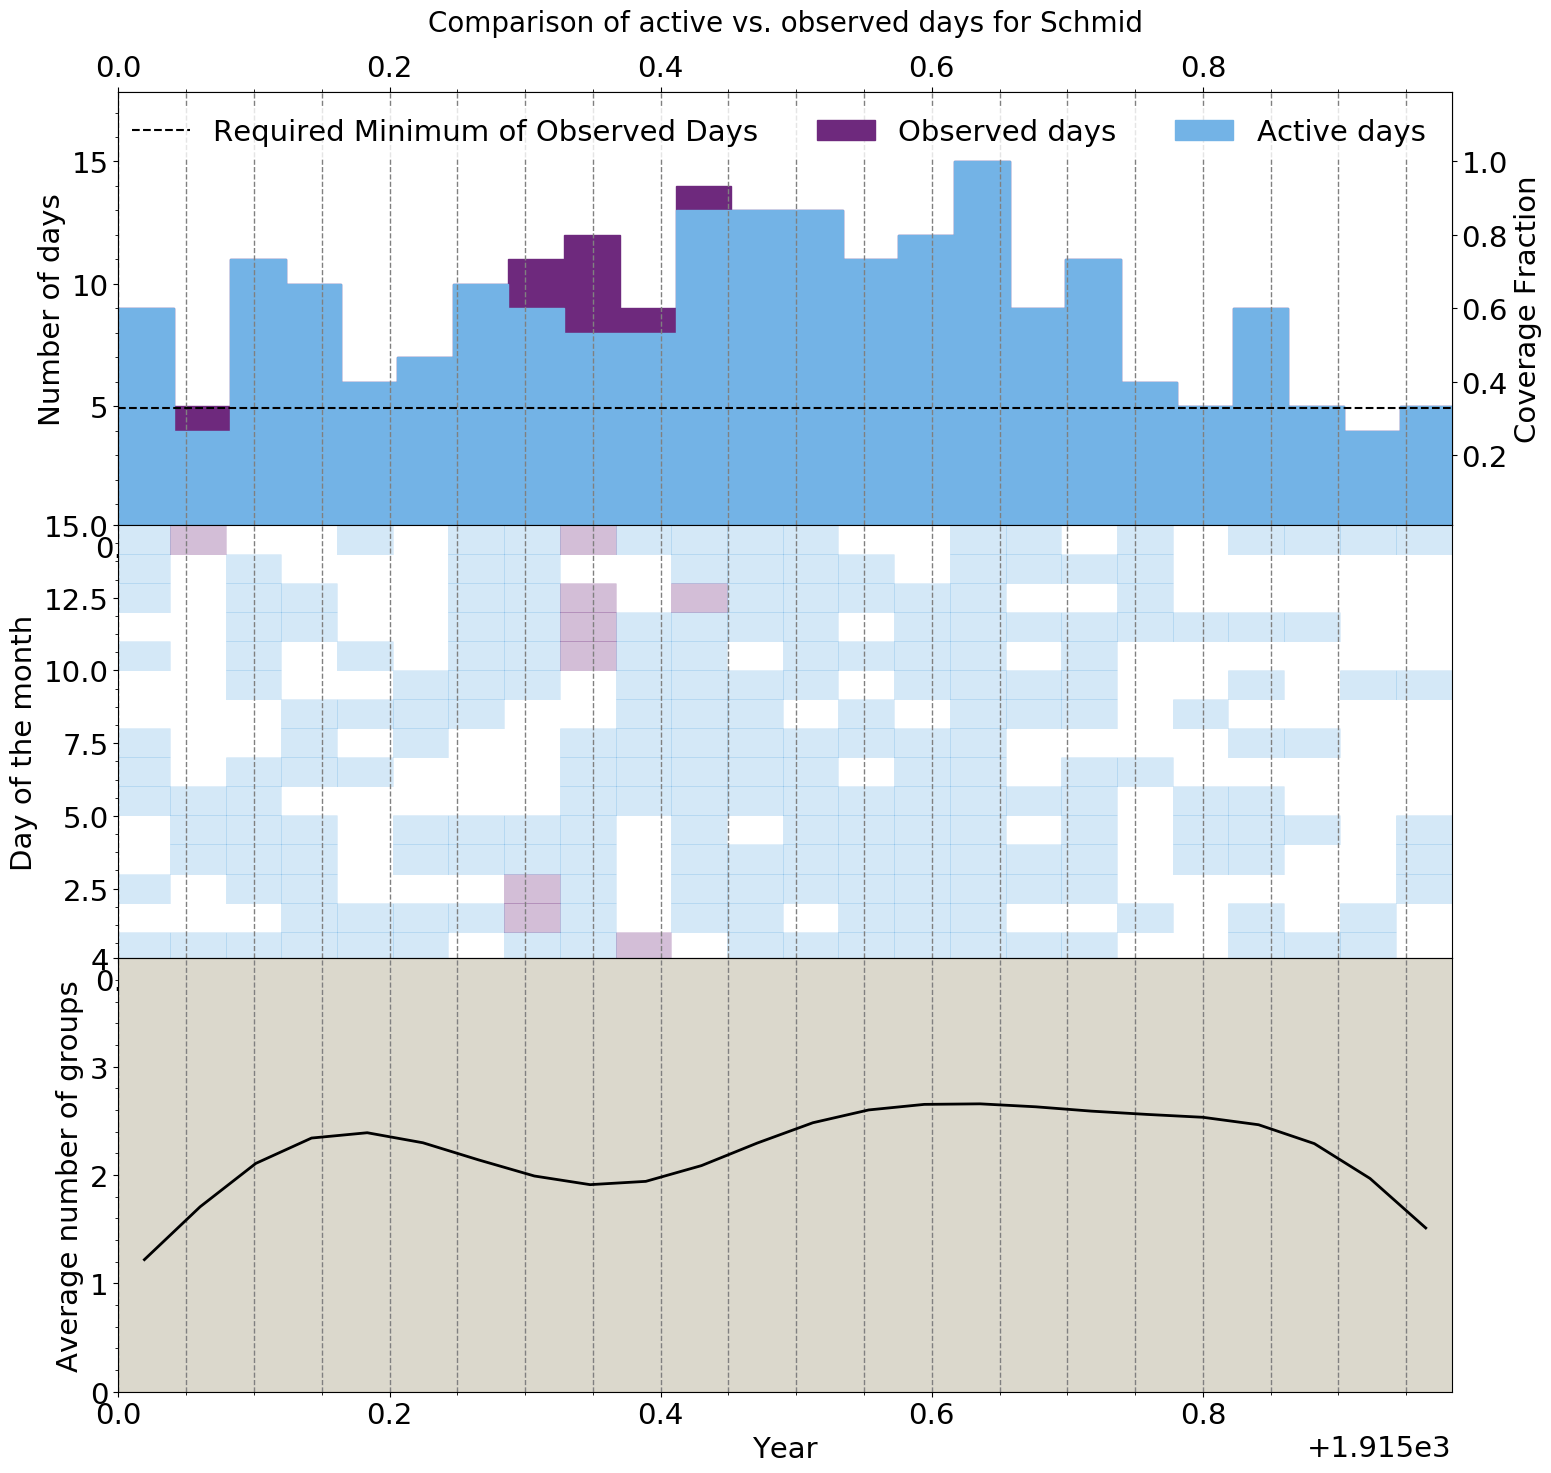 Comparison of active vs. observed days for Schmid
0.0 0.2 0.4 0.6 0.8
Required Minimum of Observed Days Observed days Active days
15
10
5
Number of days
1.0
0.8
0.6
0.4
0.2
Coverage Fraction
15.0
12.5
10.0
7.5
5.0
2.5
Day of the month
4
3
2
1
0
Average number of groups
0.0 0.2 0.4 0.6 0.8
Year
+1.915e3